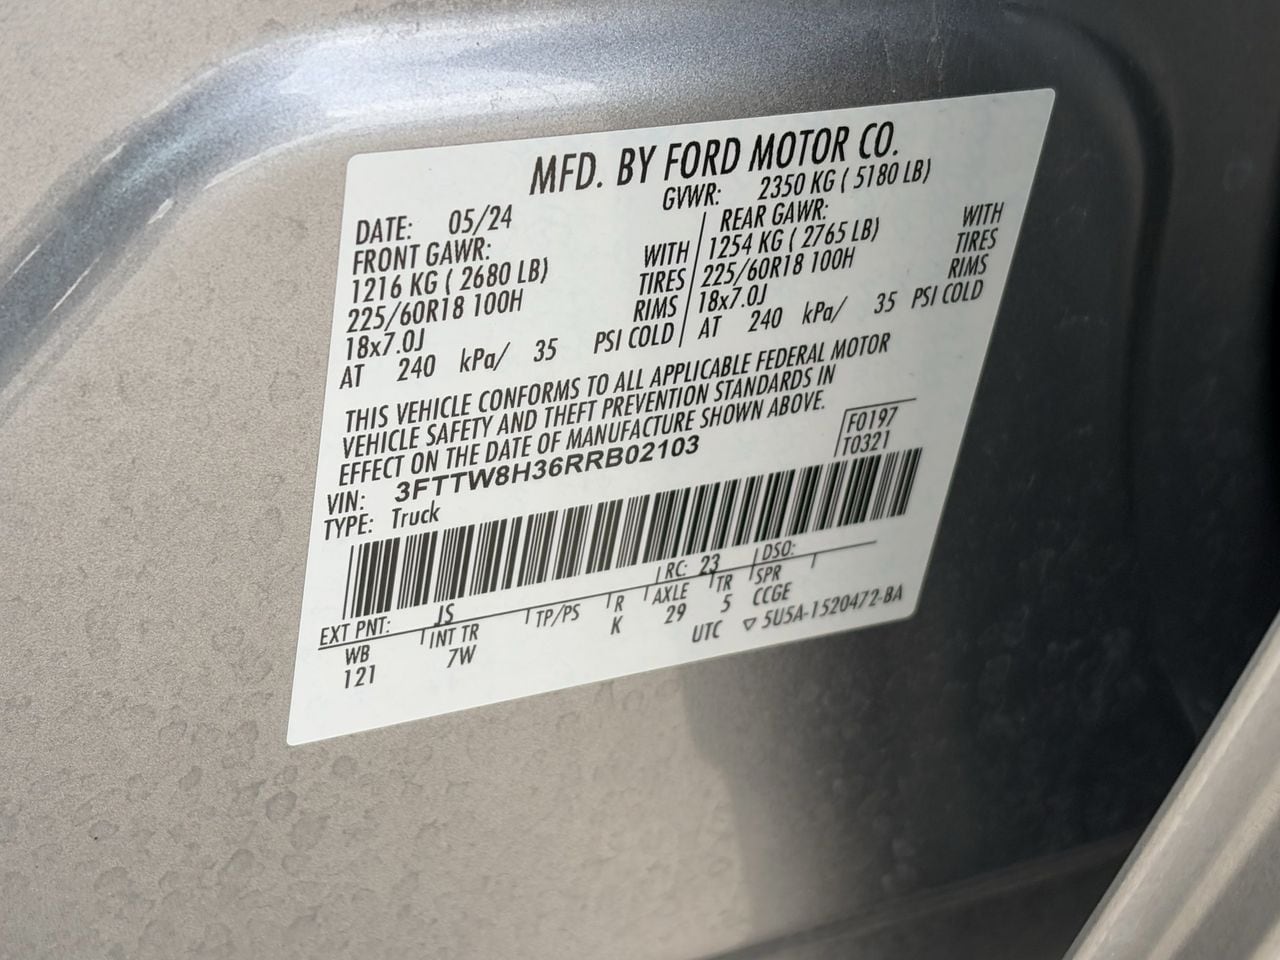 MFD. BY FORD MOTOR CO.
DATE: 05/24 GVWR: 2350 KG ( 5180 LB)
FRONT GAWR: REAR GAWR:
1216 KG ( 2680 LB) WITH 1254 KG ( 2765 LB) WITH
225/60R18 100H TIRES 225/60R18 100H TIRES
18x7.0J RIMS 18x7.0J RIMS
AT 240 kPa/ 35 PSI COLD AT 240 kPa/ 35 PSI COLD
THIS VEHICLE CONFORMS TO ALL APPLICABLE FEDERAL MOTOR
VEHICLE SAFETY AND THEFT PREVENTION STANDARDS IN
EFFECT ON THE DATE OF MANUFACTURE SHOWN ABOVE.
VIN: 3FTTW8H36RRB02103 F0197
TYPE: Truck T0321
EXT PNT: JS RC: 23 DSO:
WB INT TR TP/PS R AXLE TR SPR
121 7W K 29 5 CCGE
UTC ▽ 5U5A-1520472-BA